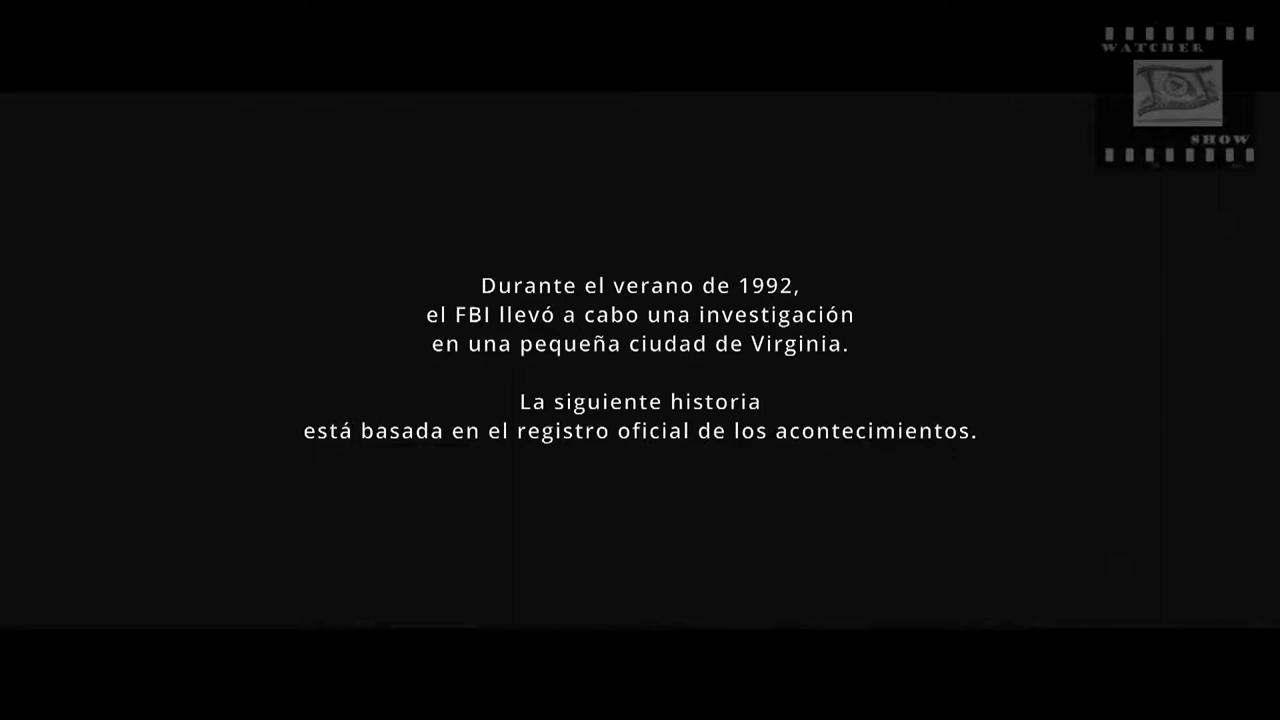 WATCHER
SHOW
Durante el verano de 1992,
el FBI llevó a cabo una investigación
en una pequeña ciudad de Virginia.
La siguiente historia
está basada en el registro oficial de los acontecimientos.